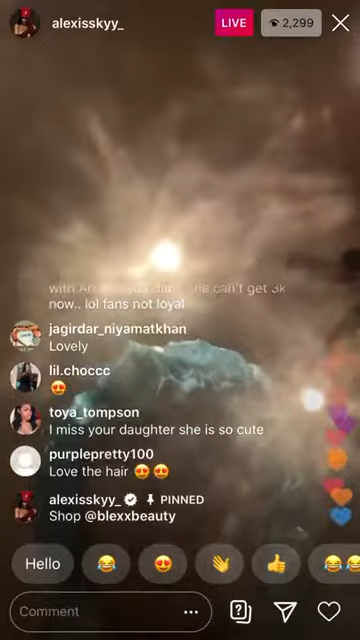 alexisskyy_
LIVE
2,299
with
she can't get 3k
now.. lol fans not loyal
jagirdar_niyamatkhan
Lovely
lil.choccc
😍
toya_tompson
I miss your daughter she is so cute
purplepretty100
Love the hair 😍😍
alexisskyy_ PINNED
Shop @blexxbeauty
Hello 😂 😍 👋 👍 😂😂
Comment